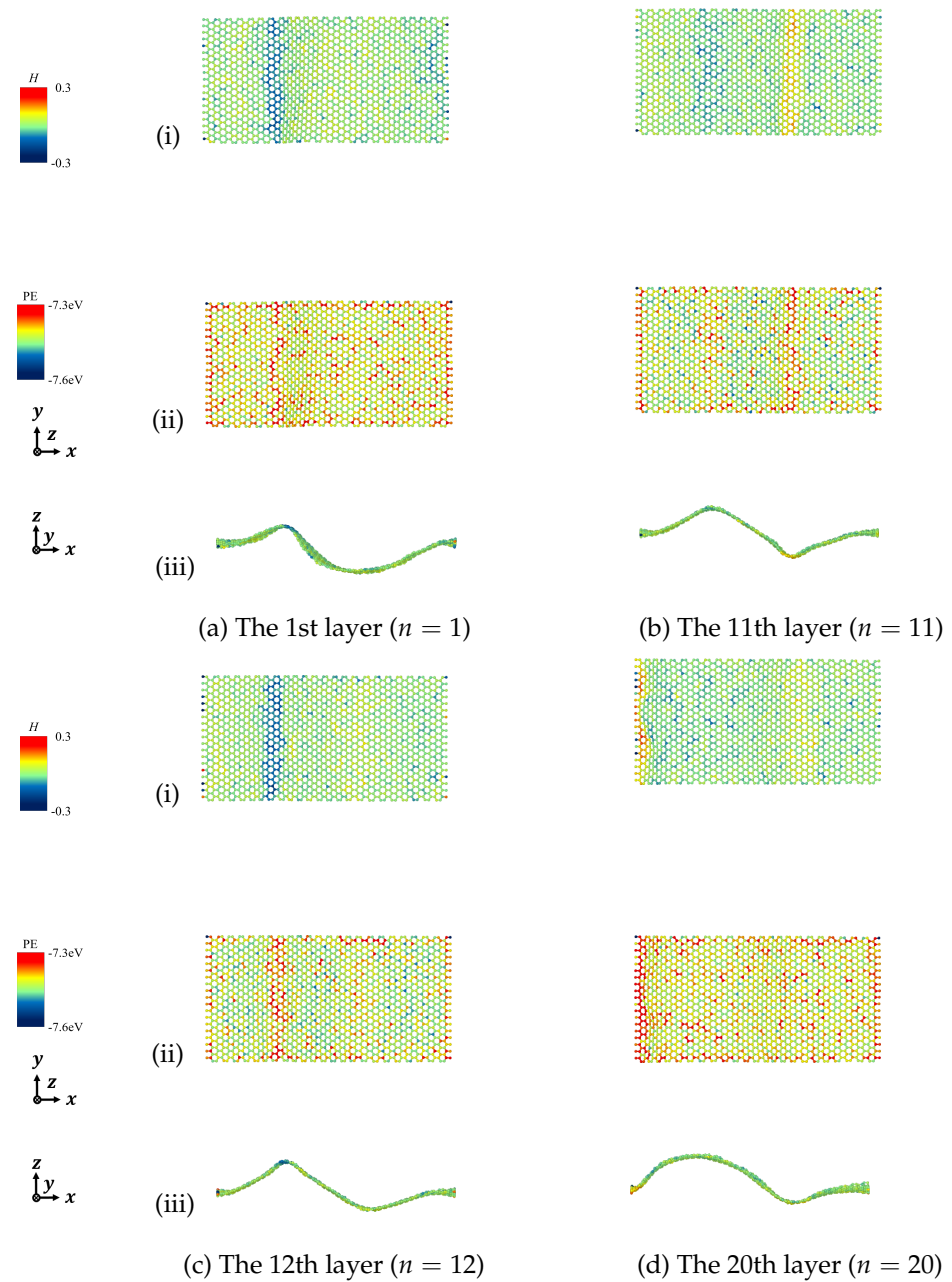 H
0.3
-0.3
(i)
PE
-7.3eV
-7.6eV
y
z
x
(ii)
z
y
x
(iii)
(a) The 1st layer (n = 1)
(b) The 11th layer (n = 11)
H
0.3
-0.3
(i)
PE
-7.3eV
-7.6eV
y
z
x
(ii)
z
y
x
(iii)
(c) The 12th layer (n = 12)
(d) The 20th layer (n = 20)